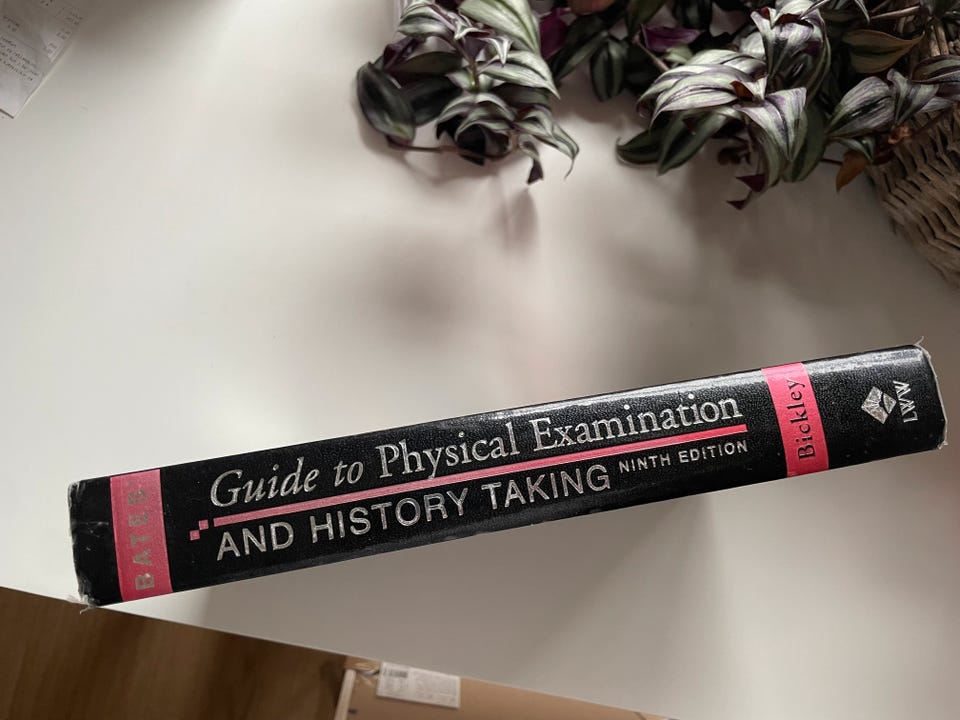 BATES'
Guide to Physical Examination
AND HISTORY TAKING NINTH EDITION
Bickley
LWW